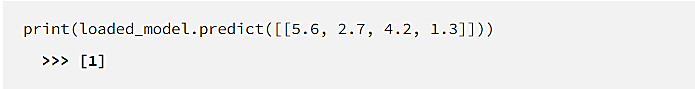 print(loaded_model.predict([[5.6, 2.7, 4.2, 1.3]]))
>>> [1]